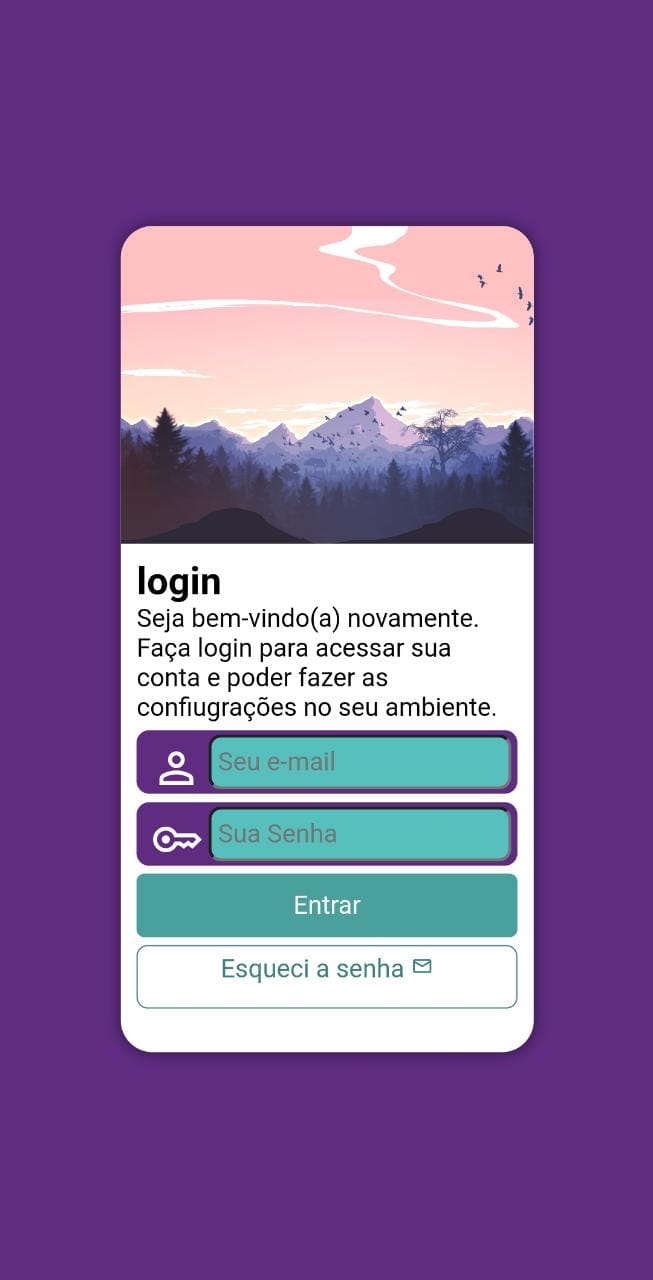 login
Seja bem-vindo(a) novamente.
Faça login para acessar sua
conta e poder fazer as
confiugrações no seu ambiente.
Seu e-mail
Sua Senha
Entrar
Esqueci a senha